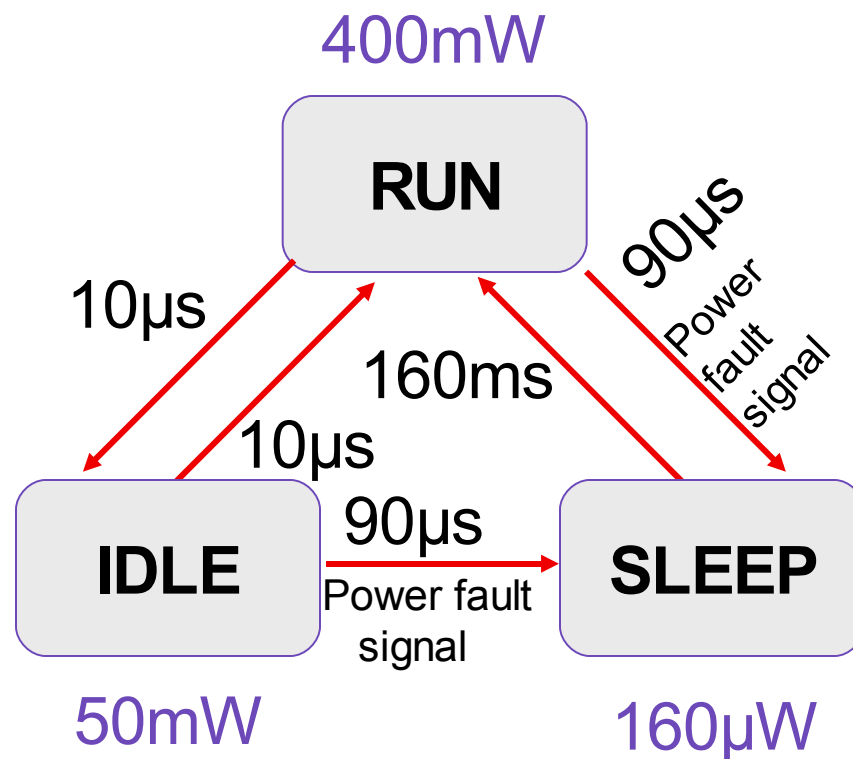 400mW
RUN
90µs
Power
fault
signal
10µs
160ms
10µs
IDLE
90µs
Power fault
signal
SLEEP
50mW
160µW